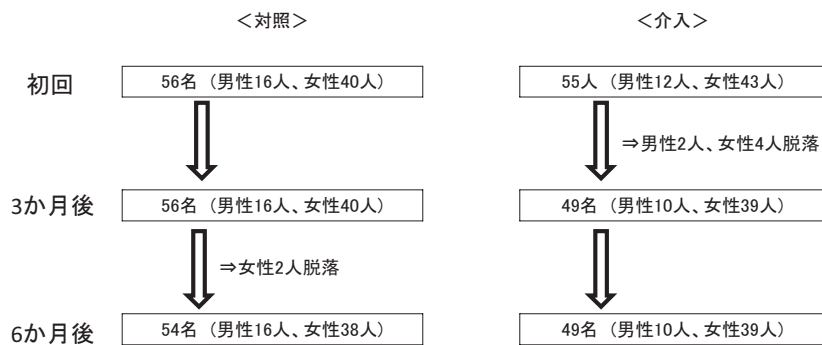 ＜対照＞
＜介入＞
初回
56名（男性16人、女性40人）
55人（男性12人、女性43人）
⇒男性2人、女性4人脱落
3か月後
56名（男性16人、女性40人）
49名（男性10人、女性39人）
⇒女性2人脱落
6か月後
54名（男性16人、女性38人）
49名（男性10人、女性39人）